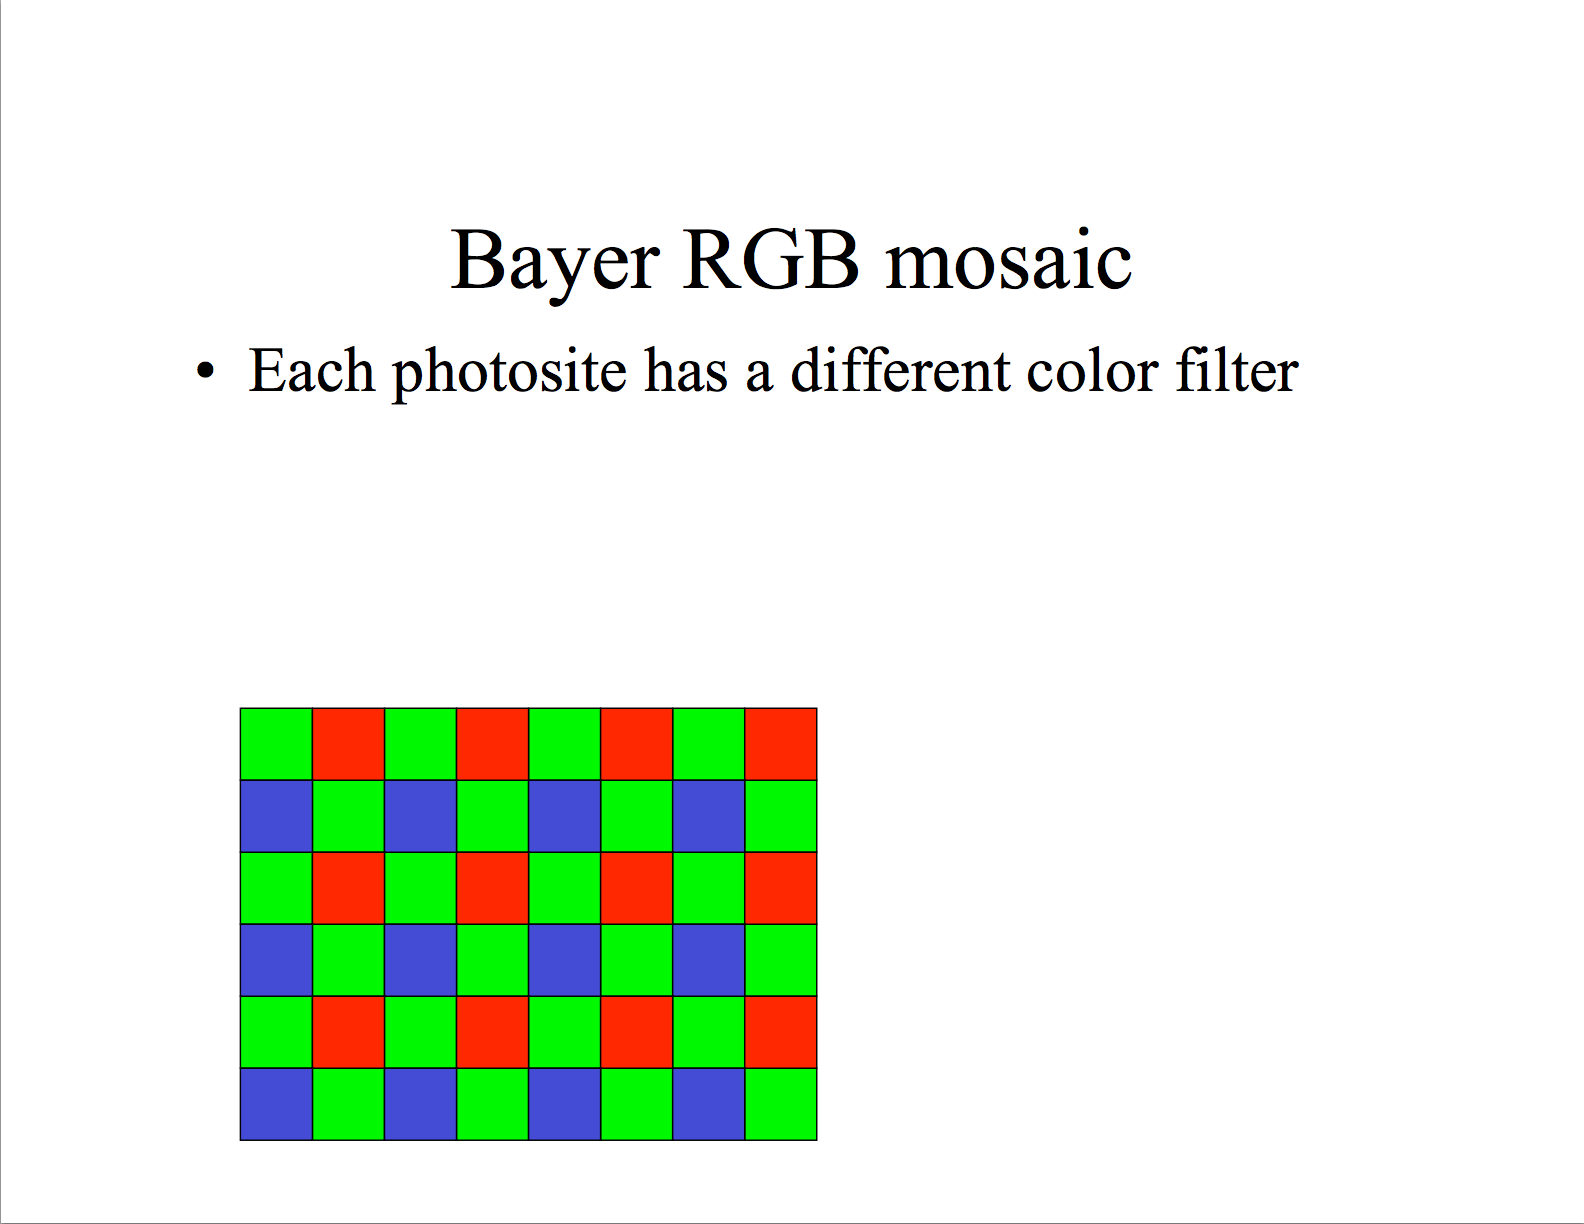 Bayer RGB mosaic
• Each photosite has a different color filter